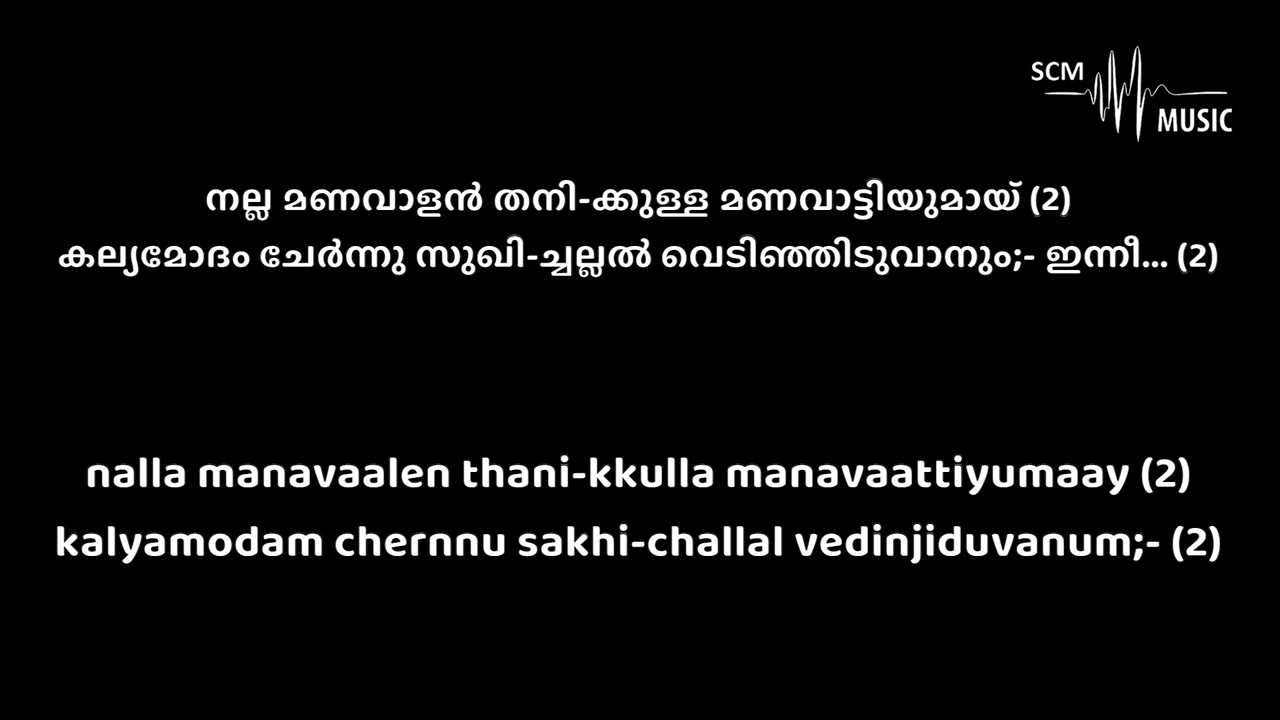 SCM
MUSIC
നല്ല മണവാളൻ തനി-ക്കുള്ള മണവാട്ടിയുമായ് (2)
കല്യമോദം ചേർന്നു സുഖി-ച്ചല്ലൽ വെടിഞ്ഞിടുവാനും;- ഇന്നീ... (2)
nalla manavaalen thani-kkulla manavaattiyumaay (2)
kalyamodam chernnu sakhi-challal vedinjiduvanum;- (2)